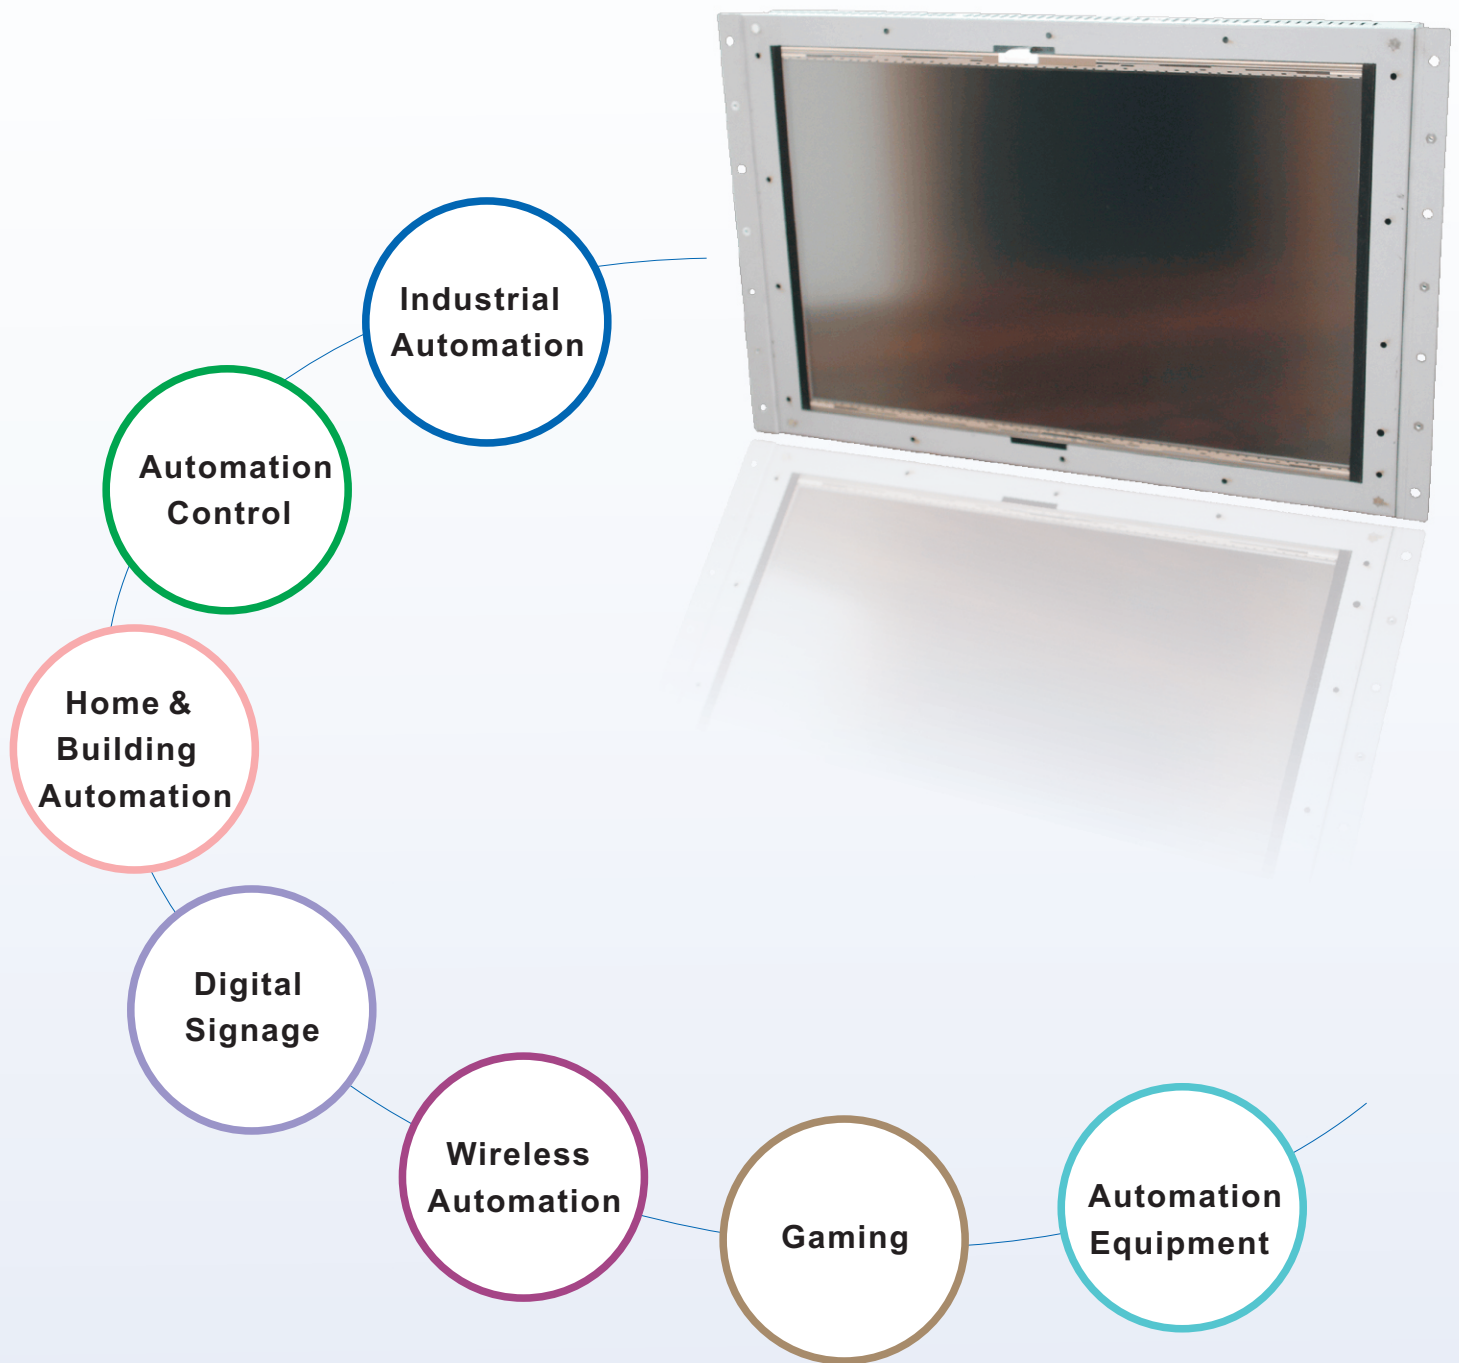 Industrial
Automation
Automation
Control
Home &
Building
Automation
Digital
Signage
Wireless
Automation
Gaming
Automation
Equipment